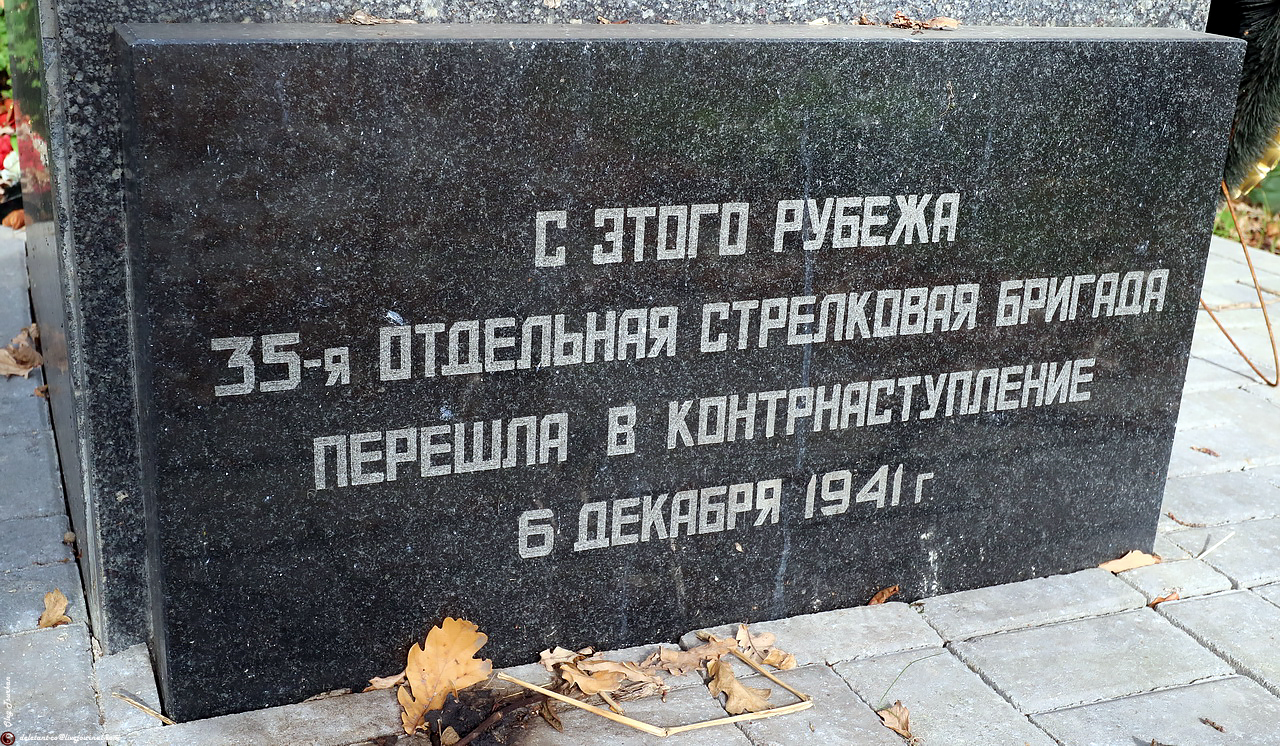 С ЭТОГО РУБЕЖА
35-я ОТДЕЛЬНАЯ СТРЕЛКОВАЯ БРИГАДА
ПЕРЕШЛА В КОНТРНАСТУПЛЕНИЕ
6 ДЕКАБРЯ 1941 г